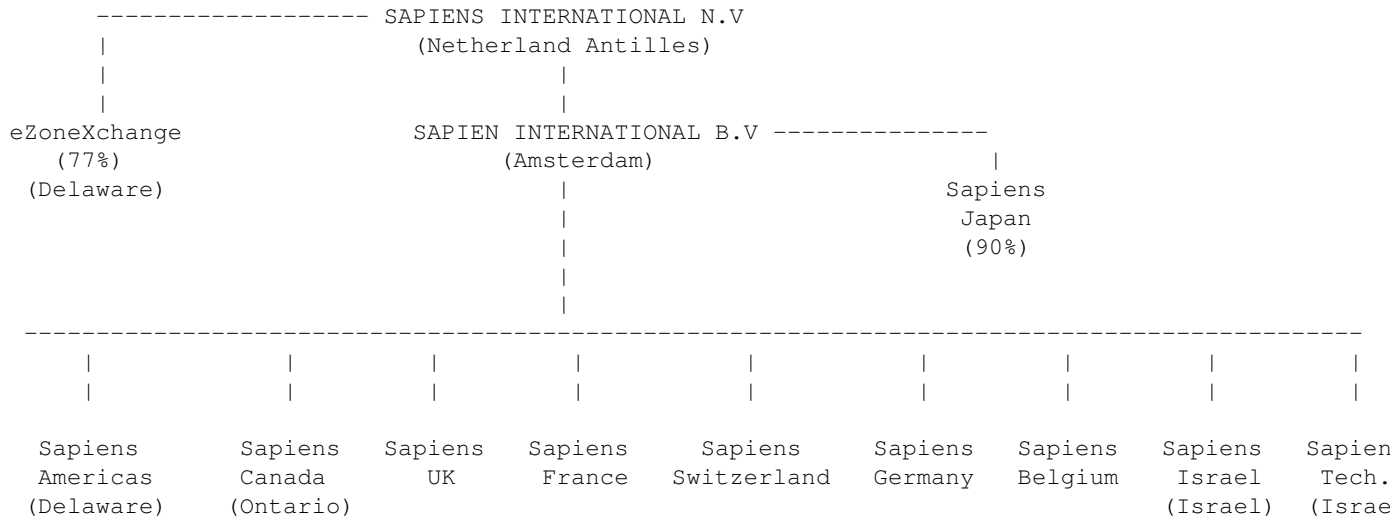 SAPIENS INTERNATIONAL N.V
(Netherland Antilles)
eZoneXchange SAPIEN INTERNATIONAL B.V
(77%) (Amsterdam)
(Delaware) Sapiens
Japan
(90%)
Sapiens Sapiens Sapiens Sapiens Sapiens Sapiens Sapiens Sapiens Sapien
Americas Canada UK France Switzerland Germany Belgium Israel Tech.
(Delaware) (Ontario) (Israel) (Israe